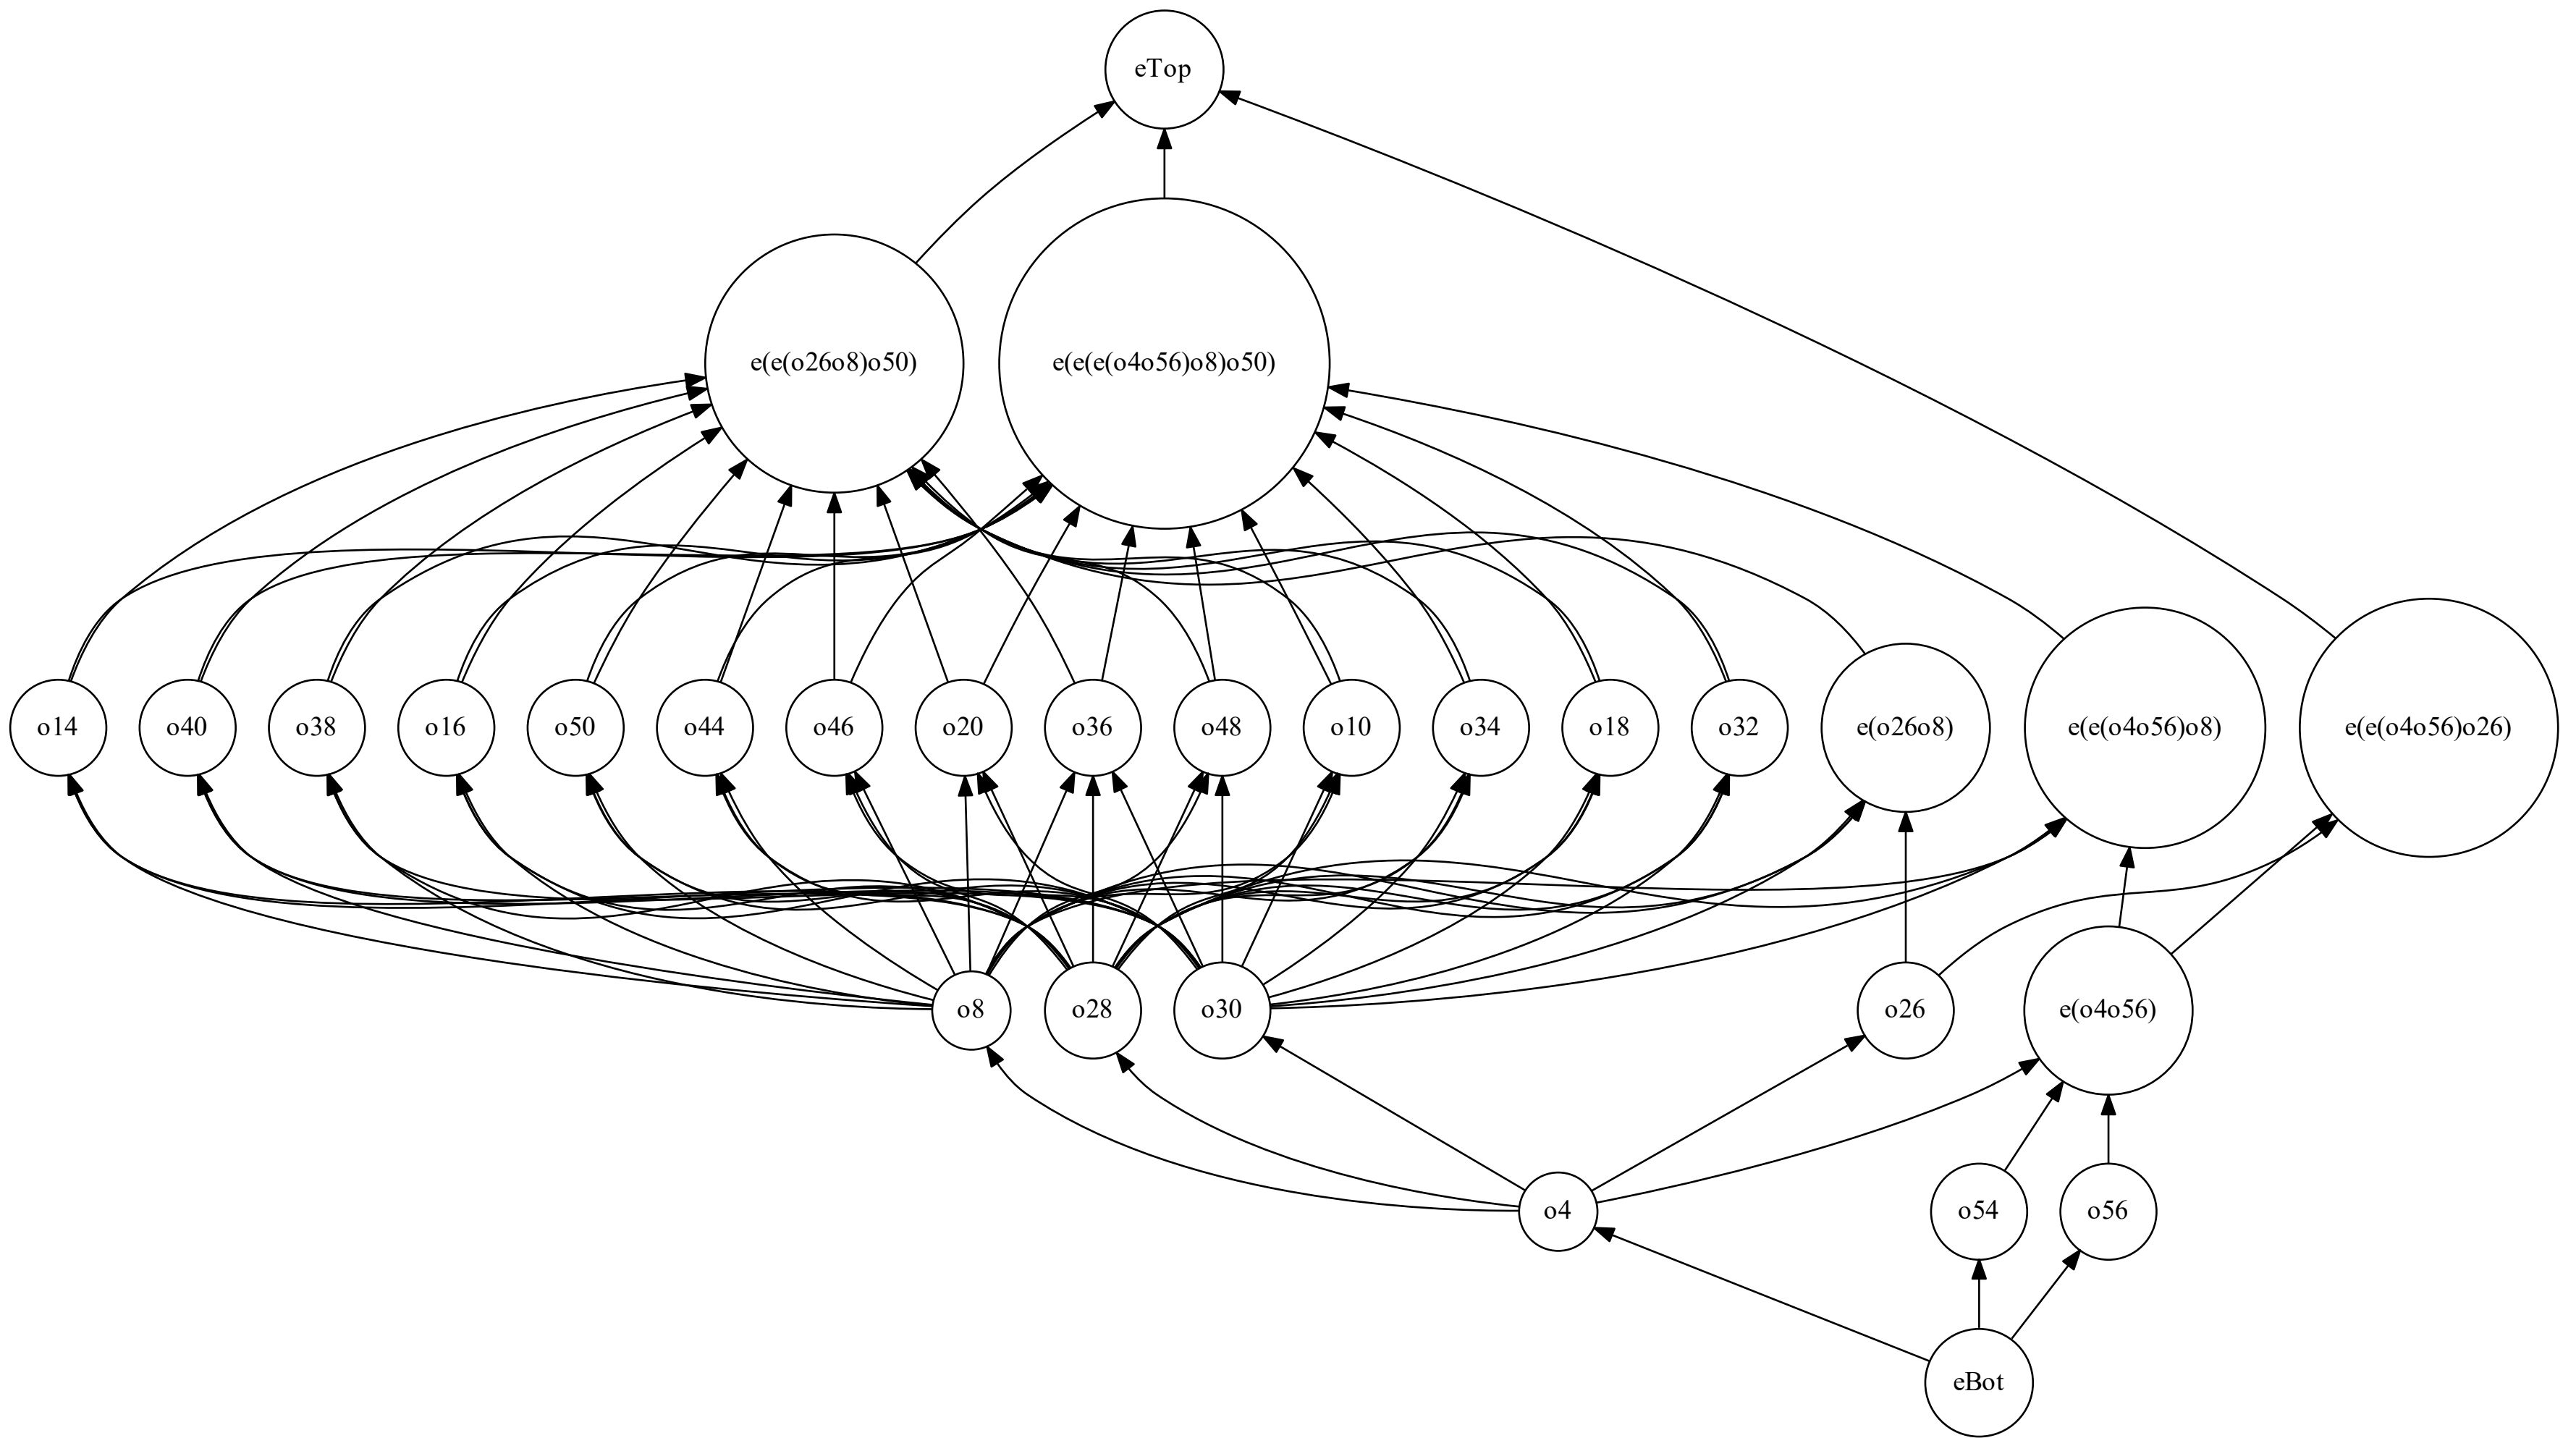 eTop
e(e(o26o8)o50)
e(e(e(o4o56)o8)o50)
o14
o40
o38
o16
o50
o44
o46
o20
o36
o48
o10
o34
o18
o32
e(o26o8)
e(e(o4o56)o8)
e(e(o4o56)o26)
o8
o28
o30
o26
e(o4o56)
o4
o54
o56
eBot